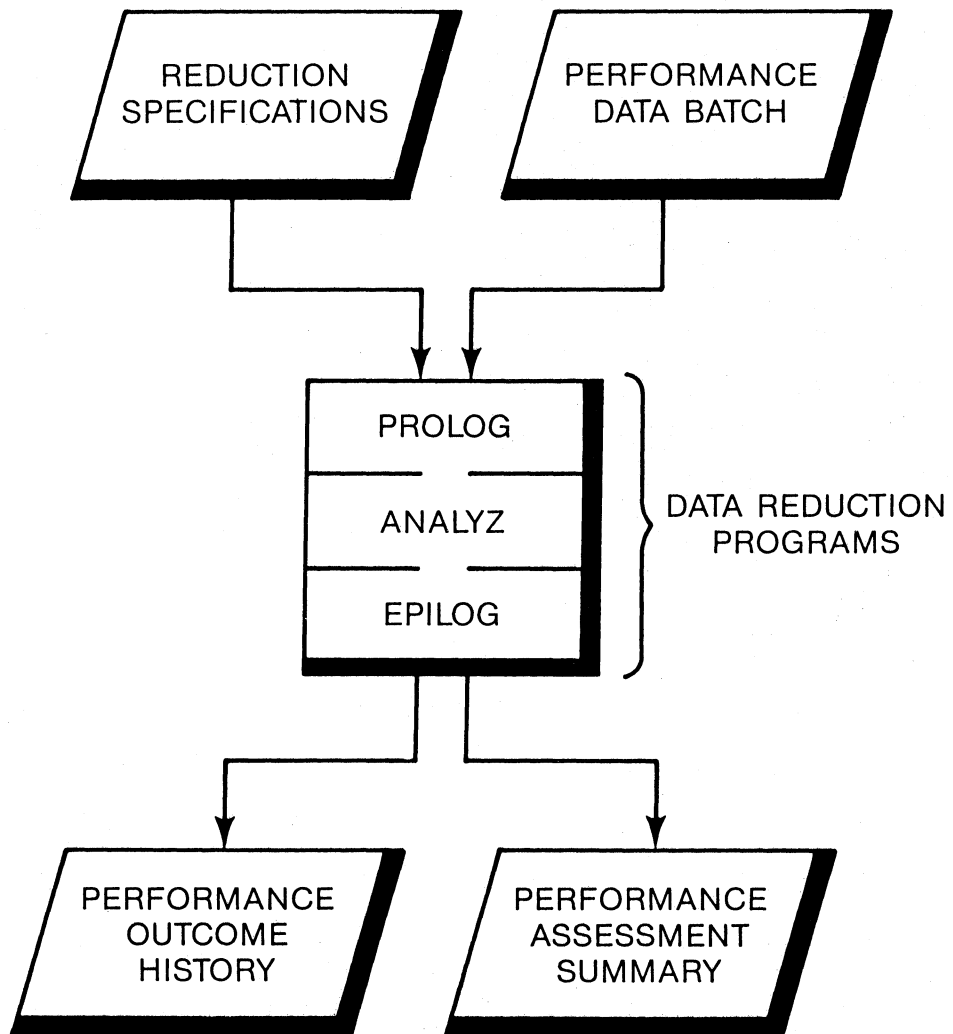 REDUCTION
SPECIFICATIONS
PERFORMANCE
DATA BATCH
PROLOG
ANALYZ
EPILOG
DATA REDUCTION
PROGRAMS
PERFORMANCE
OUTCOME
HISTORY
PERFORMANCE
ASSESSMENT
SUMMARY